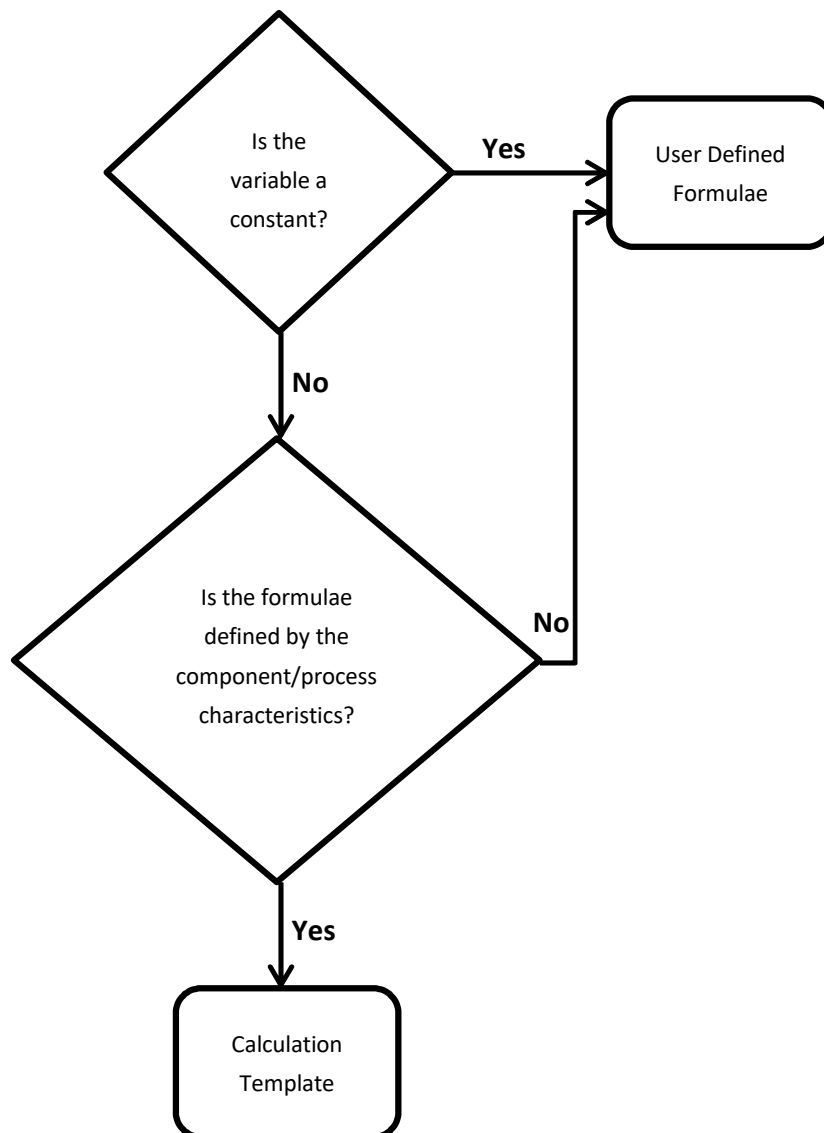 Is the
variable a
constant?
Yes
User Defined
Formulae
No
Is the formulae
defined by the
component/process
characteristics?
No
Yes
Calculation
Template